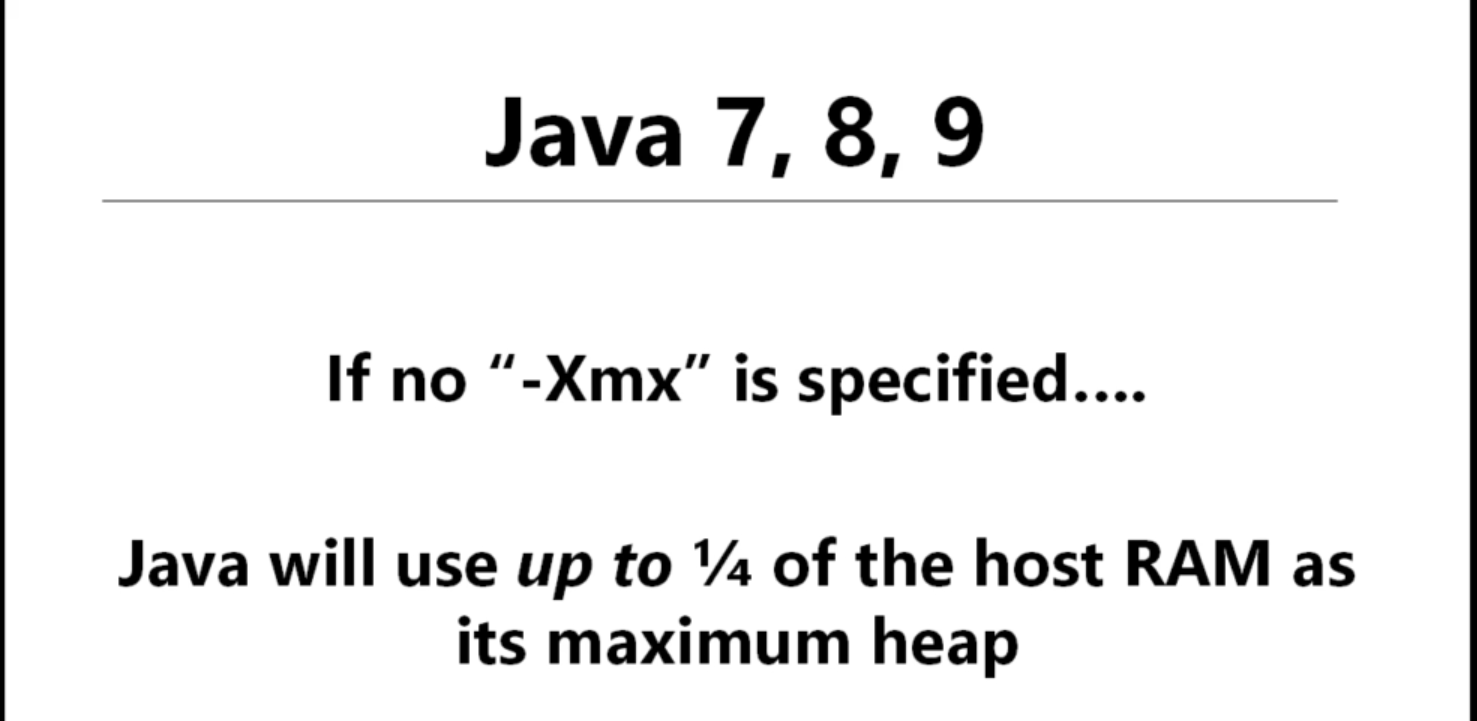 Java 7, 8, 9
If no “-Xmx” is specified....
Java will use up to ¼ of the host RAM as
its maximum heap